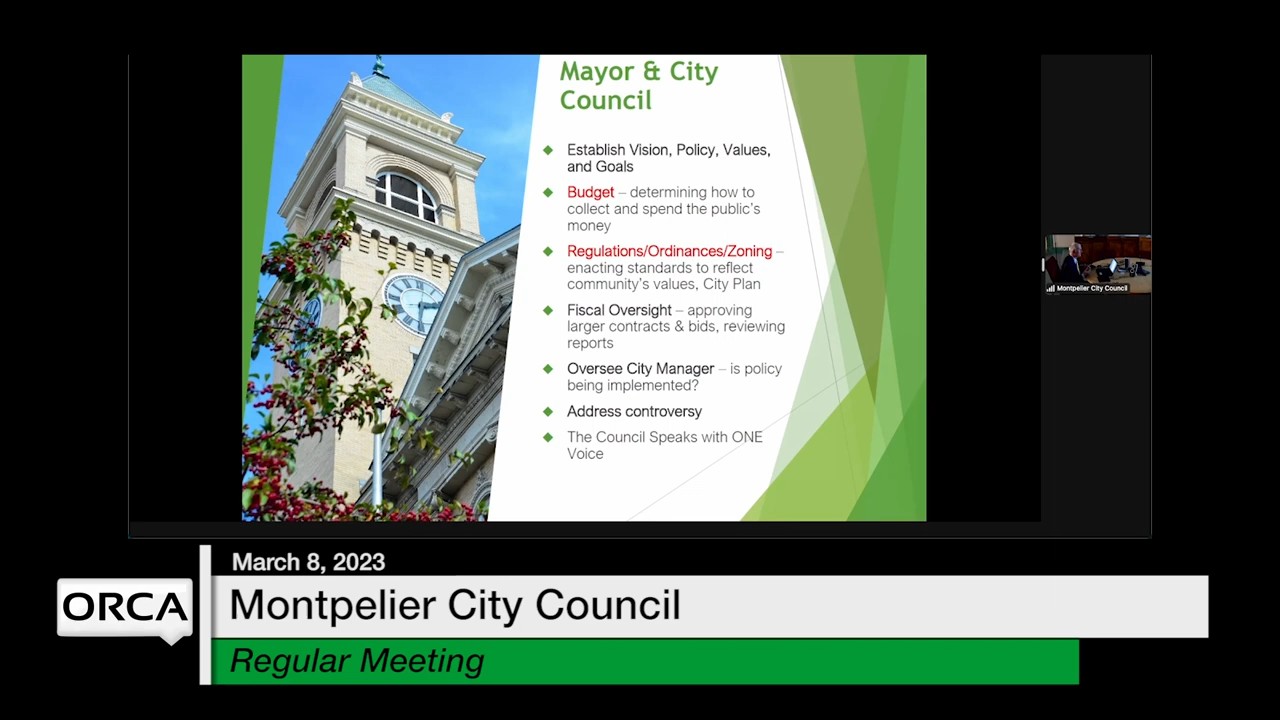 Mayor & City
Council
Establish Vision, Policy, Values,
and Goals
Budget – determining how to
collect and spend the public's
money
Regulations/Ordinances/Zoning –
enacting standards to reflect
community's values, City Plan
Fiscal Oversight – approving
larger contracts & bids, reviewing
reports
Oversee City Manager – is policy
being implemented?
Address controversy
The Council Speaks with ONE
Voice
Montpelier City Council
March 8, 2023
ORCA
Montpelier City Council
Regular Meeting